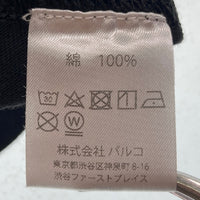 綿 100%
株式会社 パルコ
東京都渋谷区神泉町8-16
渋谷ファーストプレイス